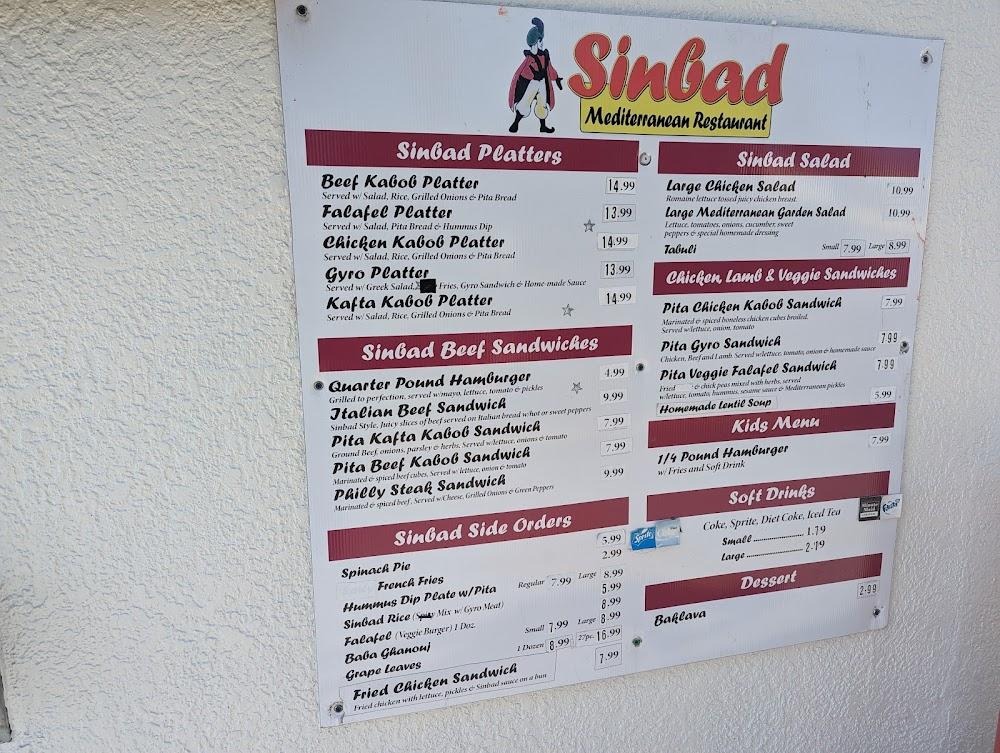 Sinbad
Mediterranean Restaurant
Sinbad Platters
Beef Kabob Platter 14.99
Served w/ Salad, Rice, Grilled Onions & Pita Bread
Falafel Platter 13.99
Served w/ Salad, Pita Bread & Hummus Dip
Chicken Kabob Platter 14.99
Served w/ Salad, Rice, Grilled Onions & Pita Bread
Gyro Platter 13.99
Served w/ Greek Salad, Fries, Gyro Sandwich & Home-made Sauce
Kafta Kabob Platter 14.99
Served w/ Salad, Rice, Grilled Onions & Pita Bread
Sinbad Beef Sandwiches
Quarter Pound Hamburger 4.99
Grilled to perfection, served w/mayo, lettuce, tomato & pickles
Italian Beef Sandwich 9.99
Sinbad Style, Juicy slices of beef served on Italian bread w/hot or sweet peppers
Pita Kafta Kabob Sandwich 7.99
Ground Beef, onions, parsley & herbs. Served w/lettuce, onions & tomato
Pita Beef Kabob Sandwich 7.99
Marinated & spiced beef cubes, Served w/ lettuce, onion & tomato
Philly Steak Sandwich 9.99
Marinated & spiced beef, Served w/Cheese, Grilled Onions & Green Peppers
Sinbad Side Orders
Spinach Pie 3.99
French Fries 2.99
Hummus Dip Plate w/Pita Regular 7.99 Large 8.99
Sinbad Rice (Mix w/ Gyro Meat) 5.99
Falafel (Veggie Burger) 1 Doz. 8.99
Baba Ghanouj Small 7.99 Large 8.99
Grape Leaves 1 Dozen 8.99 27pc. 16.99
Fried Chicken Sandwich 7.99
Fried chicken with lettuce, pickles & Sinbad sauce on a bun
Sinbad Salad
Large Chicken Salad 10.99
Romaine lettuce tossed juicy chicken breast.
Large Mediterranean Garden Salad 10.99
Lettuce, tomatoes, onions, cucumber, sweet
peppers & special homemade dressing
Tabuli Small 7.99 Large 8.99
Chicken, Lamb & Veggie Sandwiches
Pita Chicken Kabob Sandwich 7.99
Marinated & spiced boneless chicken cubes broiled.
Served w/lettuce, onion, tomato
Pita Gyro Sandwich 7.99
Chicken, Beef and Lamb. Served w/lettuce, tomato, onion & homemade sauce
Pita Veggie Falafel Sandwich 7.99
Fried & chick peas mixed with herbs, served
w/lettuce, tomato, hummus, sesame sauce & Mediterranean pickles
Homemade Lentil Soup 5.99
Kids Menu
1/4 Pound Hamburger 7.99
w/ Fries and Soft Drink
Soft Drinks
Sprite
Coke, Sprite, Diet Coke, Iced Tea
Small 1.79
Large 2.19
Dessert
Baklava 2.99